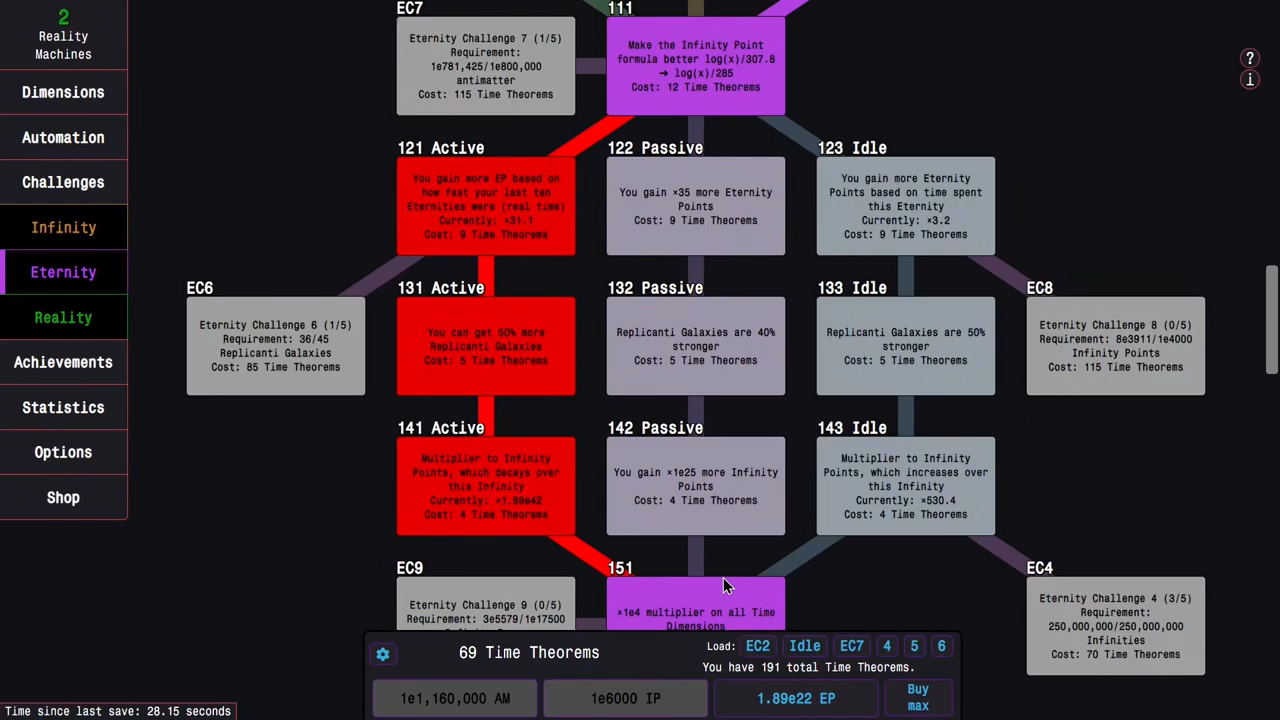 2
Reality
Machines
Dimensions
Automation
Challenges
Infinity
Eternity
Reality
Achievements
Statistics
Options
Shop
?
i
EC7
Eternity Challenge 7 (1/5)
Requirement:
1e781,425/1e800,000
antimatter
Cost: 115 Time Theorems
111
Make the Infinity Point
formula better log(x)/307.8
➜ log(x)/285
Cost: 12 Time Theorems
121 Active
You gain more EP based on
how fast your last ten
Eternities were (real time)
Currently: ×31.1
Cost: 9 Time Theorems
122 Passive
You gain ×35 more Eternity
Points
Cost: 9 Time Theorems
123 Idle
You gain more Eternity
Points based on time spent
this Eternity
Currently: ×3.2
Cost: 9 Time Theorems
EC6
Eternity Challenge 6 (1/5)
Requirement: 36/45
Replicanti Galaxies
Cost: 85 Time Theorems
131 Active
You can get 50% more
Replicanti Galaxies
Cost: 5 Time Theorems
132 Passive
Replicanti Galaxies are 40%
stronger
Cost: 5 Time Theorems
133 Idle
Replicanti Galaxies are 50%
stronger
Cost: 5 Time Theorems
EC8
Eternity Challenge 8 (0/5)
Requirement: 8e3911/1e4000
Infinity Points
Cost: 115 Time Theorems
141 Active
Multiplier to Infinity
Points, which decays over
this Infinity
Currently:
Cost: 4 Time Theorems
142 Passive
You gain ×1e25 more Infinity
Points
Cost: 4 Time Theorems
143 Idle
Multiplier to Infinity
Points, which increases over
this Infinity
Currently: ×530.4
Cost: 4 Time Theorems
EC9
Eternity Challenge 9 (0/5)
Requirement: 3e5579/1e17500
151
×1e4 multiplier on all Time
Dimensions
EC4
Eternity Challenge 4 (3/5)
Requirement:
250,000,000/250,000,000
Infinities
Cost: 70 Time Theorems
69 Time Theorems
Load: EC2 Idle EC7 4 5 6
You have 191 total Time Theorems.
1e1,160,000 AM
1e6000 IP
1.89e22 EP
Buy
max
Time since last save: 28.15 seconds